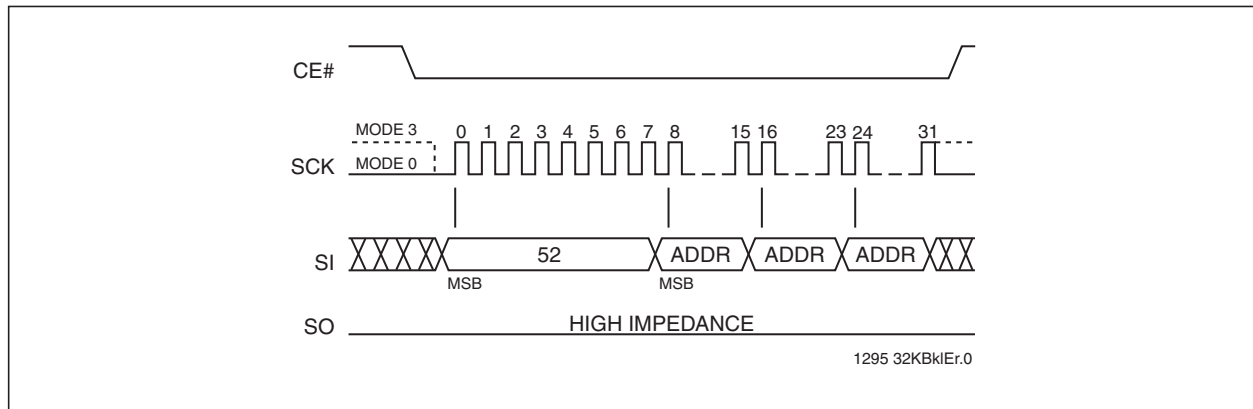 CE#
MODE 3
0 1 2 3 4 5 6 7 8 15 16 23 24 31
SCK
MODE 0
SI
52 ADDR ADDR ADDR
MSB MSB
SO
HIGH IMPEDANCE
1295 32KBklEr.0